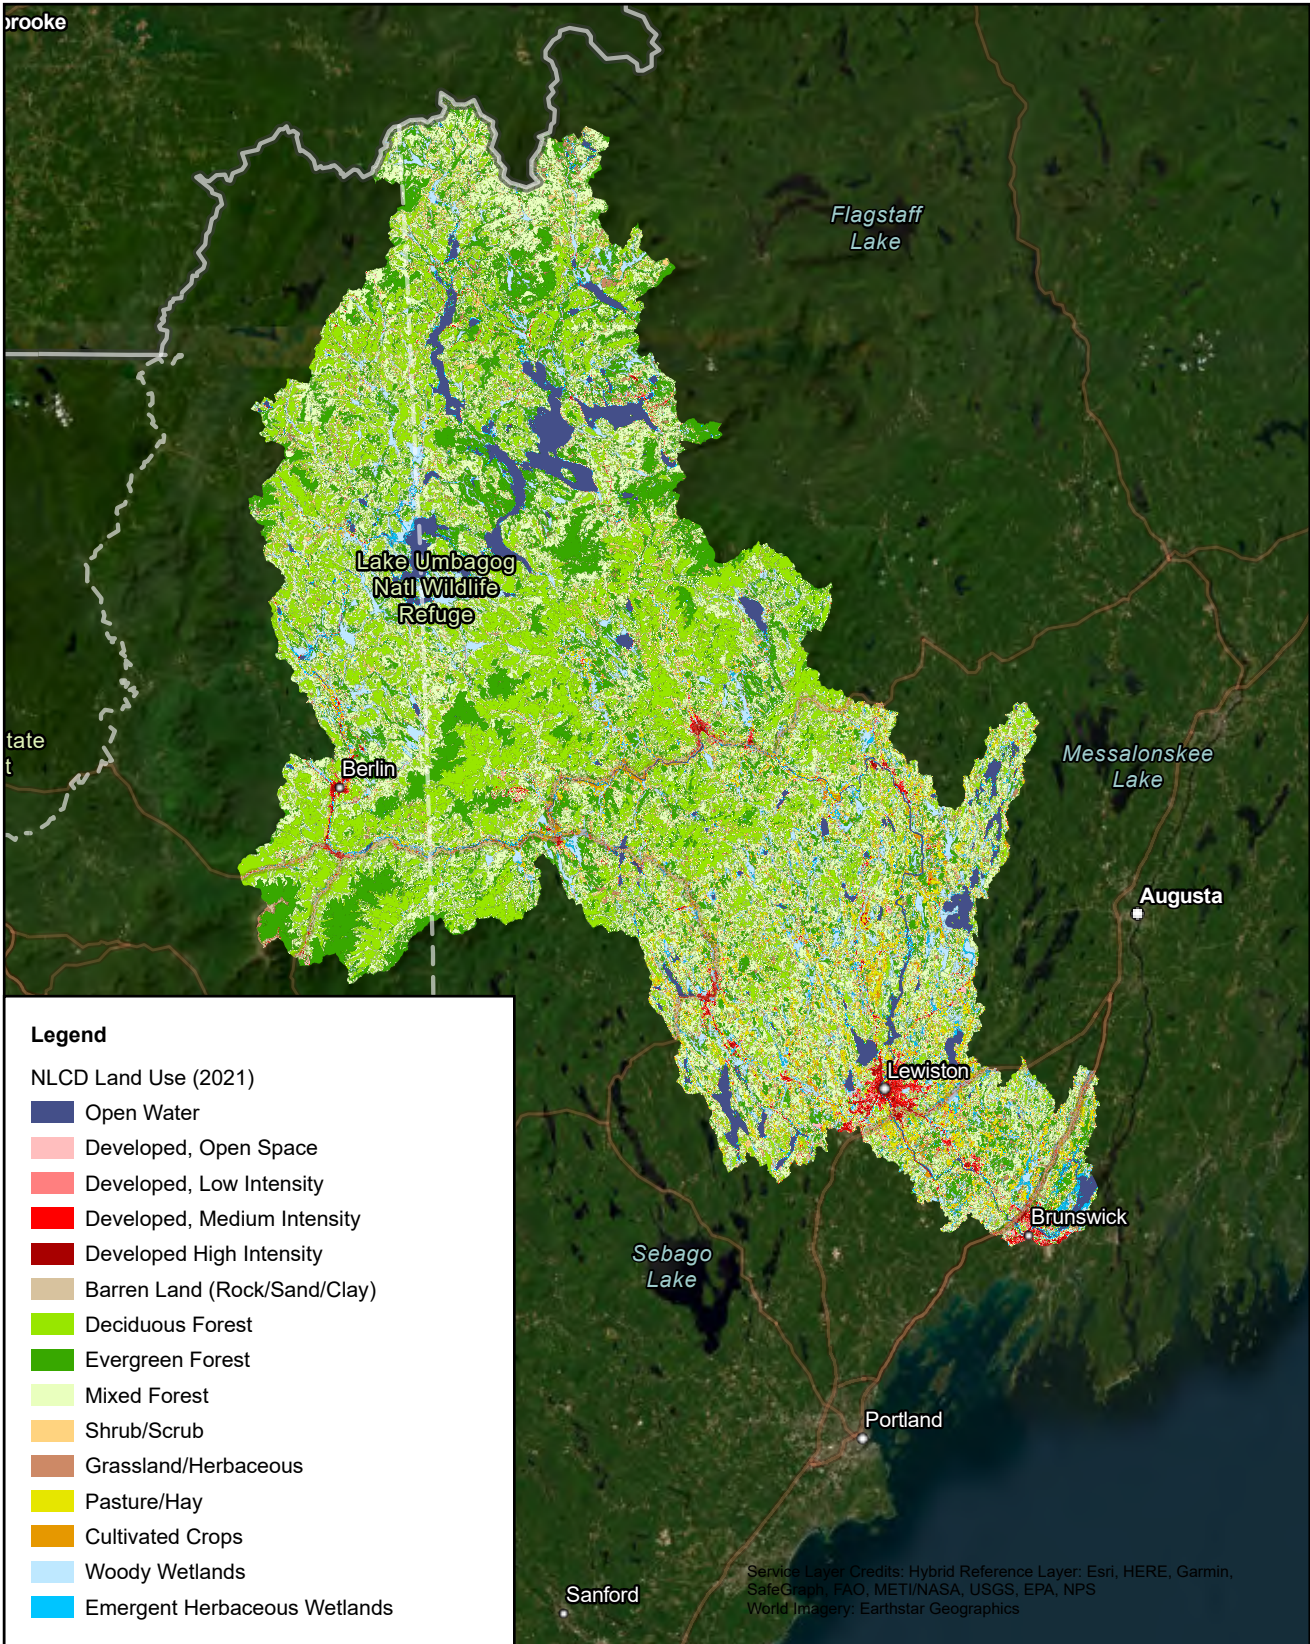 brooke
Flagstaff
Lake
Lake Umbagog
Natl Wildlife
Refuge
tate
t
Berlin
Messalonskee
Lake
Augusta
Lewiston
Brunswick
Sebago
Lake
Portland
Sanford
Legend
NLCD Land Use (2021)
Open Water
Developed, Open Space
Developed, Low Intensity
Developed, Medium Intensity
Developed High Intensity
Barren Land (Rock/Sand/Clay)
Deciduous Forest
Evergreen Forest
Mixed Forest
Shrub/Scrub
Grassland/Herbaceous
Pasture/Hay
Cultivated Crops
Woody Wetlands
Emergent Herbaceous Wetlands
Service Layer Credits: Hybrid Reference Layer: Esri, HERE, Garmin,
SafeGraph, FAO, METI/NASA, USGS, EPA, NPS
World Imagery: Earthstar Geographics